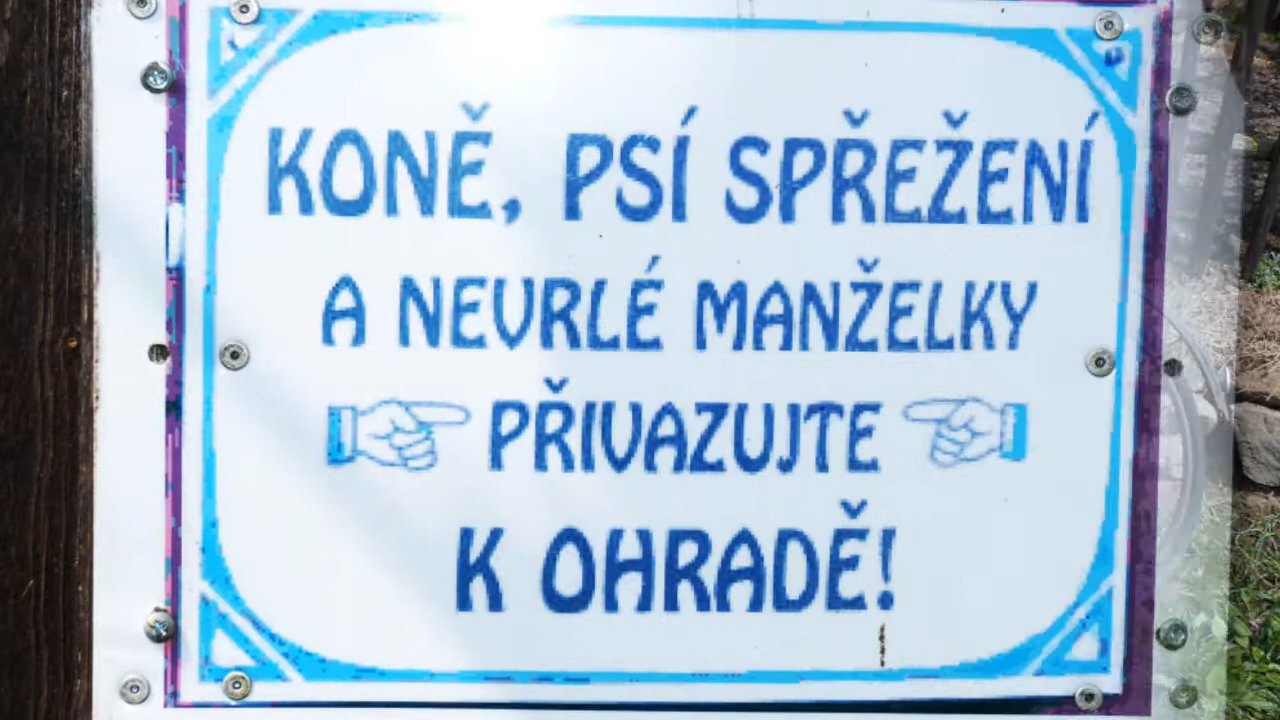 KONĚ, PSÍ SPŘEŽENÍ
A NEVRLÉ MANŽELKY
PŘIVAZUJTE
K OHRADĚ!